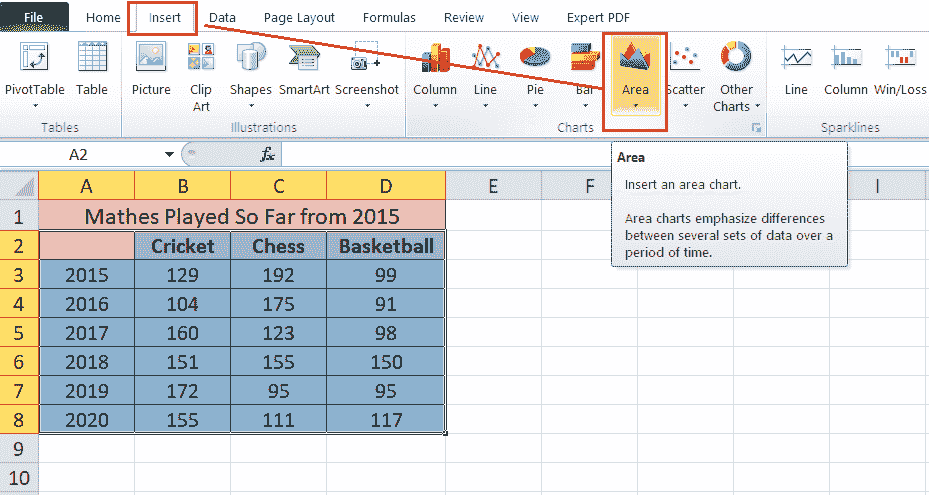 File Home Insert Data Page Layout Formulas Review View Expert PDF
PivotTable Table Picture Clip Art Shapes SmartArt Screenshot Column Line Pie Bar Area Scatter Other Charts Line Column Win/Loss
Tables Illustrations Charts Sparklines
A2 fx
Area
Insert an area chart.
Area charts emphasize differences
between several sets of data over a
period of time.
A B C D E F I
1 Mathes Played So Far from 2015
2 Cricket Chess Basketball
3 2015 129 192 99
4 2016 104 175 91
5 2017 160 123 98
6 2018 151 155 150
7 2019 172 95 95
8 2020 155 111 117
9
10